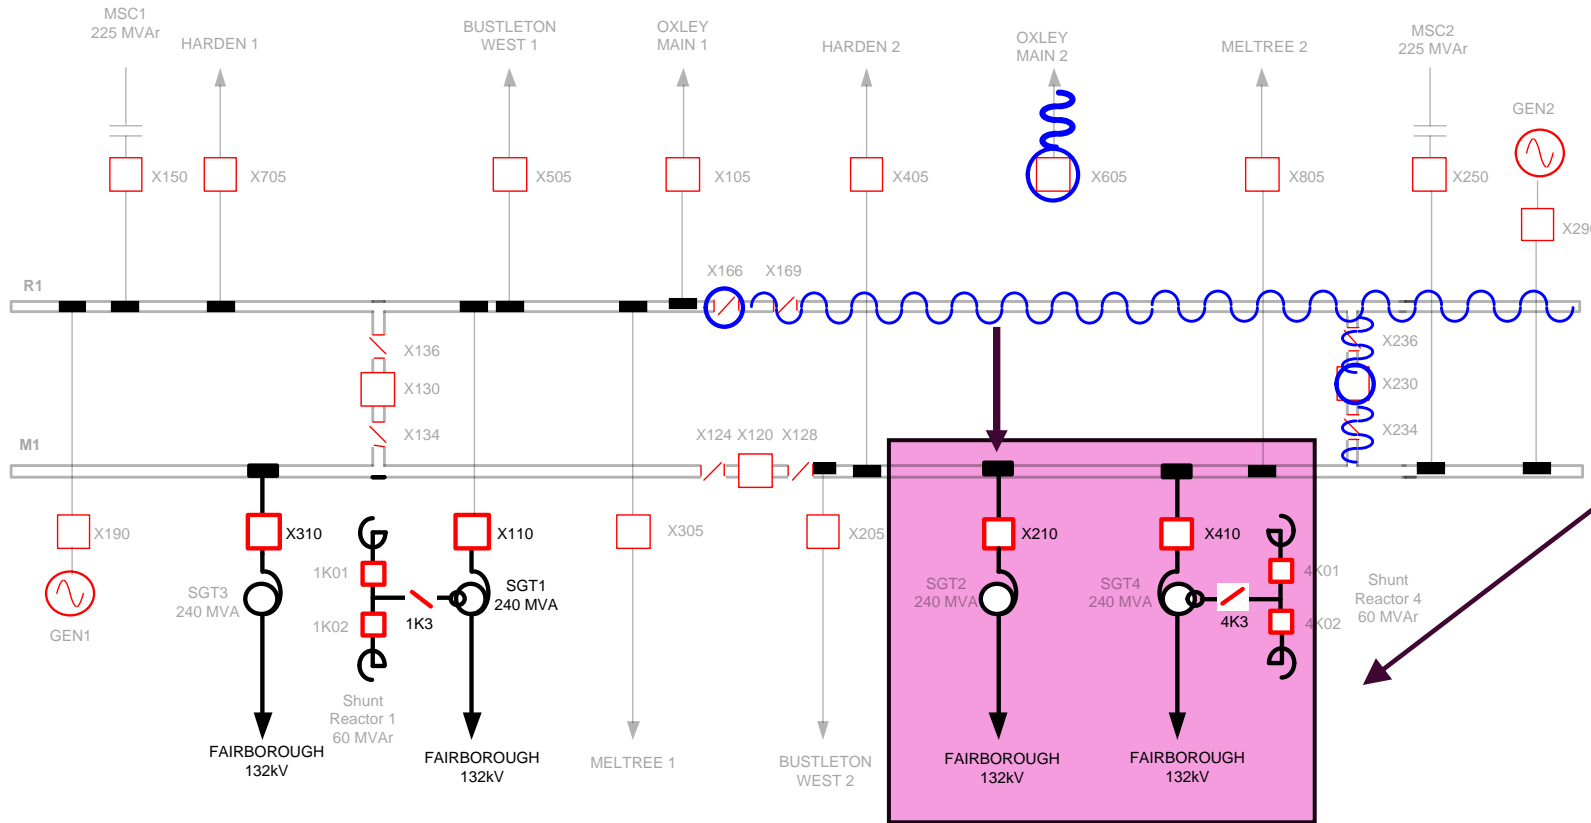 MSC1
225 MVAr
HARDEN 1
BUSTLETON
WEST 1
OXLEY
MAIN 1
HARDEN 2
OXLEY
MAIN 2
MELTREE 2
MSC2
225 MVAr
GEN2
X150
X705
X505
X105
X405
X605
X805
X250
R1
X166
X169
X136
X130
X134
X236
X230
X234
M1
X124
X120
X128
X190
X310
X110
X305
X205
X210
X410
GEN1
SGT3
240 MVA
1K01
1K02
1K3
SGT1
240 MVA
SGT2
240 MVA
SGT4
240 MVA
4K3
4K01
4K02
Shunt
Reactor 4
60 MVAr
Shunt
Reactor 1
60 MVAr
FAIRBOROUGH
132kV
FAIRBOROUGH
132kV
MELTREE 1
BUSTLETON
WEST 2
FAIRBOROUGH
132kV
FAIRBOROUGH
132kV